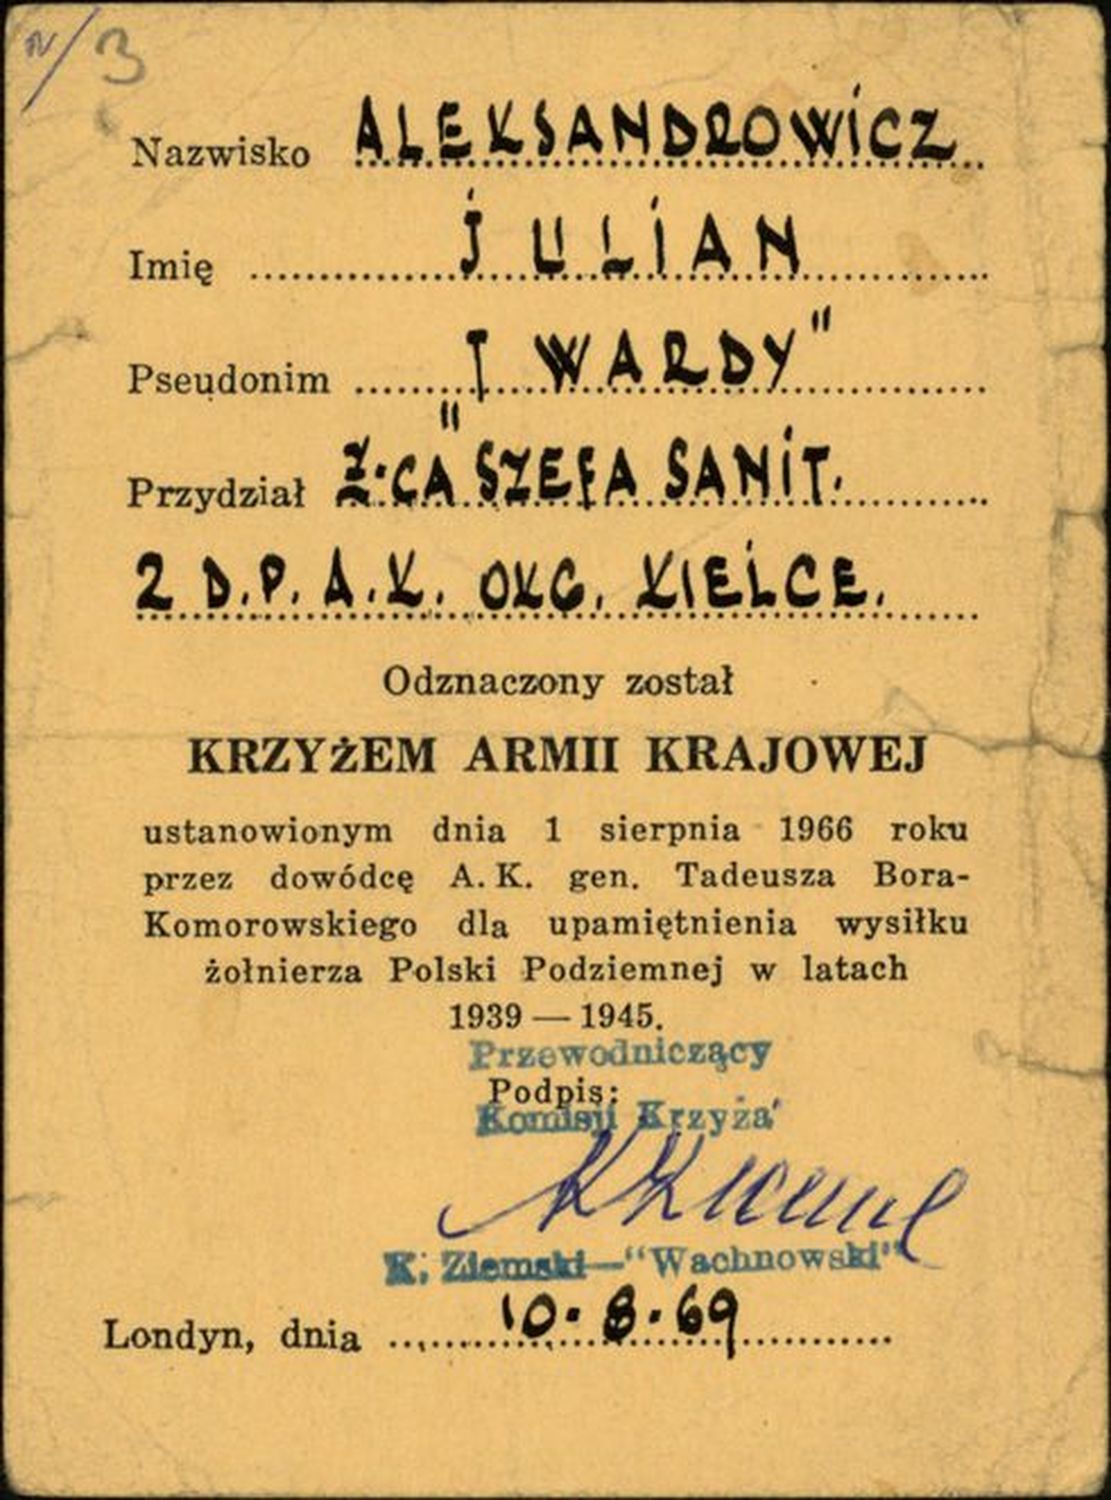 N/3
Nazwisko ALEKSANDROWICZ
Imię JULIAN
Pseudonim „TWARDY"
Przydział Z-CA SZEFA SANIT.
2 D.P. A.K. OKG. KIELCE.
Odznaczony został
KRZYŻEM ARMII KRAJOWEJ
ustanowionym dnia 1 sierpnia 1966 roku
przez dowódcę A. K. gen. Tadeusza Bora-
Komorowskiego dla upamiętnienia wysiłku
żołnierza Polski Podziemnej w latach
1939 — 1945.
Przewodniczący
Podpis:
Komisji Krzyża
K. Ziemski—"Wachnowski"
Londyn, dnia 10.8.69